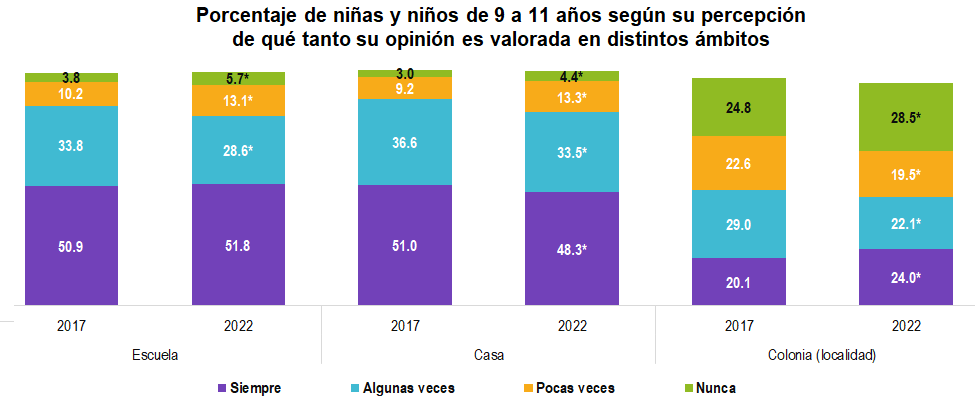 Porcentaje de niñas y niños de 9 a 11 años según su percepción
de qué tanto su opinión es valorada en distintos ámbitos
3.8 5.7* 3.0 4.4*
10.2 13.1* 9.2 13.3* 24.8 28.5*
33.8 28.6* 36.6 33.5* 22.6 19.5*
29.0 22.1*
50.9 51.8 51.0 48.3* 20.1 24.0*
2017 2022 2017 2022 2017 2022
Escuela Casa Colonia (localidad)
Siempre Algunas veces Pocas veces Nunca